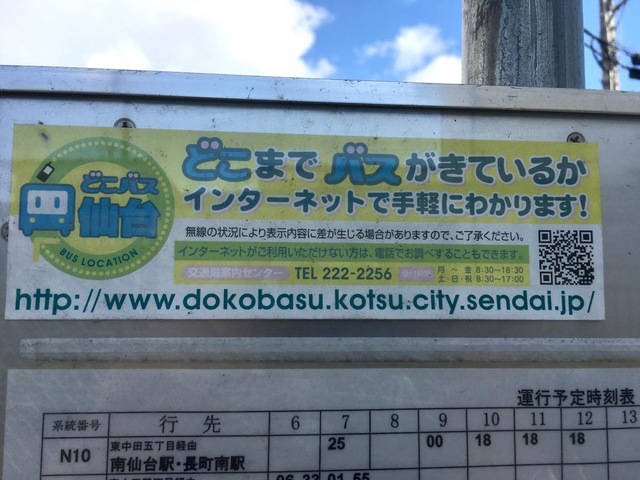 どこバス
仙台
BUS LOCATION
どこまでバスがきているか
インターネットで手軽にわかります!
無線の状況により表示内容に差が生じる場合がありますので、ご了承ください。
インターネットがご利用いただけない方は、電話でお調べすることもできます。
交通局案内センター TEL 222-2256 受付時間 月~金 8:30~18:30
土・日・祝 8:30~17:00
http://www.dokobasu.kotsu.city.sendai.jp/
運行予定時刻表
系統番号 行先 6 7 8 9 10 11 12 13
N10 東中田五丁目経由 25 00 18 18 18
南仙台駅・長町南駅